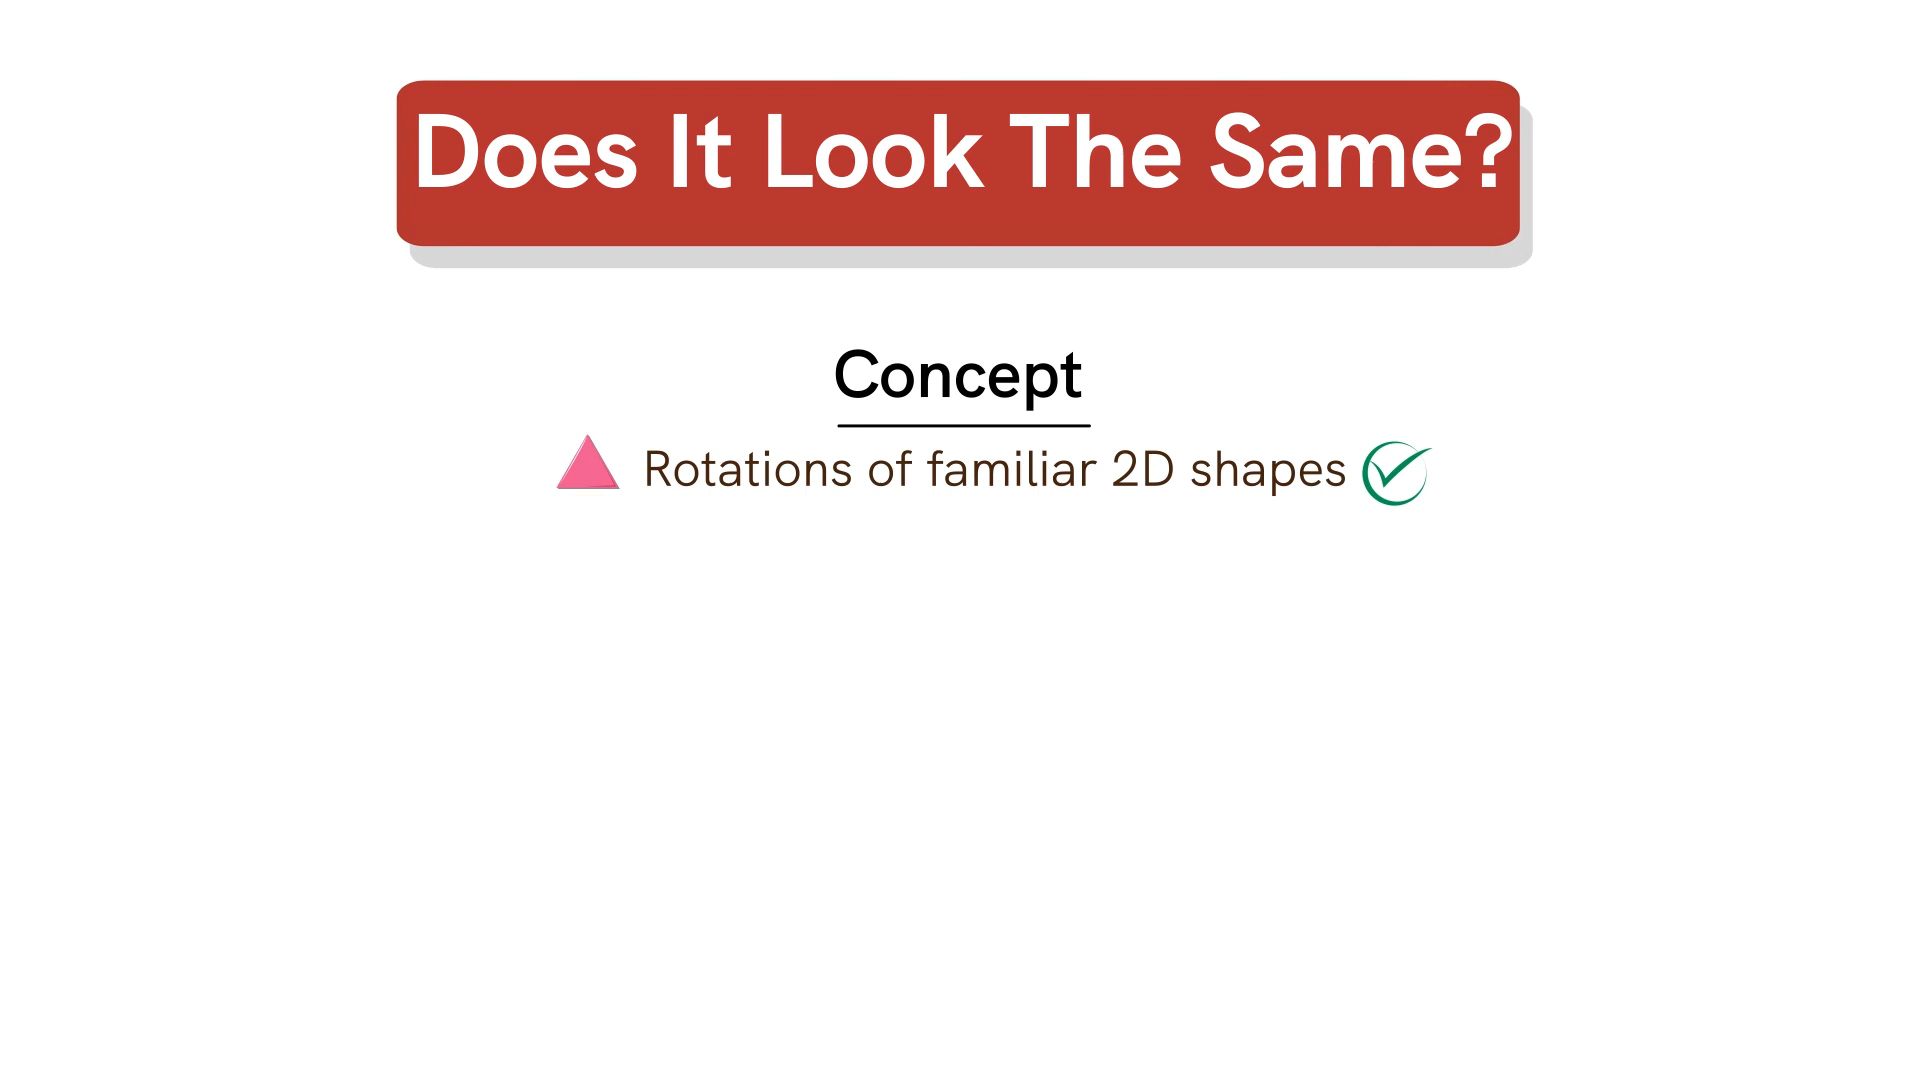 Does It Look The Same?
Concept
Rotations of familiar 2D shapes